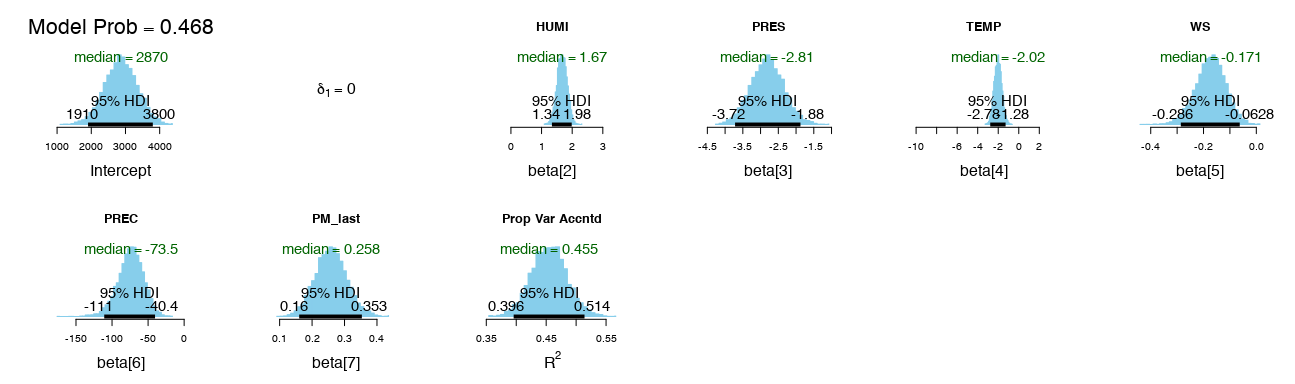 Model Prob = 0.468
median = 2870
95% HDI
1910 3800
1000 2000 3000 4000
Intercept
δ1 = 0
HUMI
median = 1.67
95% HDI
1.34 1.98
0 1 2 3
beta[2]
PRES
median = -2.81
95% HDI
-3.72 -1.88
-4.5 -3.5 -2.5 -1.5
beta[3]
TEMP
median = -2.02
95% HDI
-2.78 -1.28
-10 -8 -6 -4 -2 0 2
beta[4]
WS
median = -0.171
95% HDI
-0.286 -0.0628
-0.4 -0.2 0.0
beta[5]
PREC
median = -73.5
95% HDI
-111 -40.4
-150 -100 -50 0
beta[6]
PM_last
median = 0.258
95% HDI
0.16 0.353
0.1 0.2 0.3 0.4
beta[7]
Prop Var Accntd
median = 0.455
95% HDI
0.396 0.514
0.35 0.45 0.55
R²